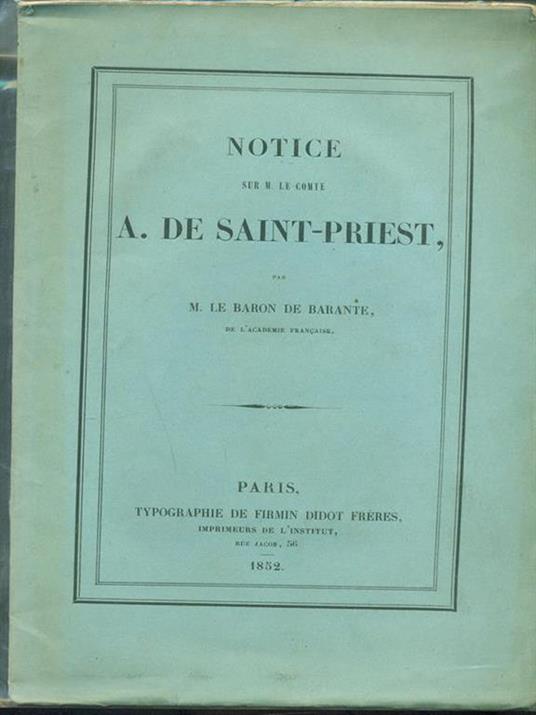 NOTICE
SUR M. LE COMTE
A. DE SAINT-PRIEST,
PAR
M. LE BARON DE BARANTE,
DE L'ACADEMIE FRANÇAISE.
PARIS,
TYPOGRAPHIE DE FIRMIN DIDOT FRÈRES,
IMPRIMEURS DE L'INSTITUT,
RUE JACOB, 56
1852.